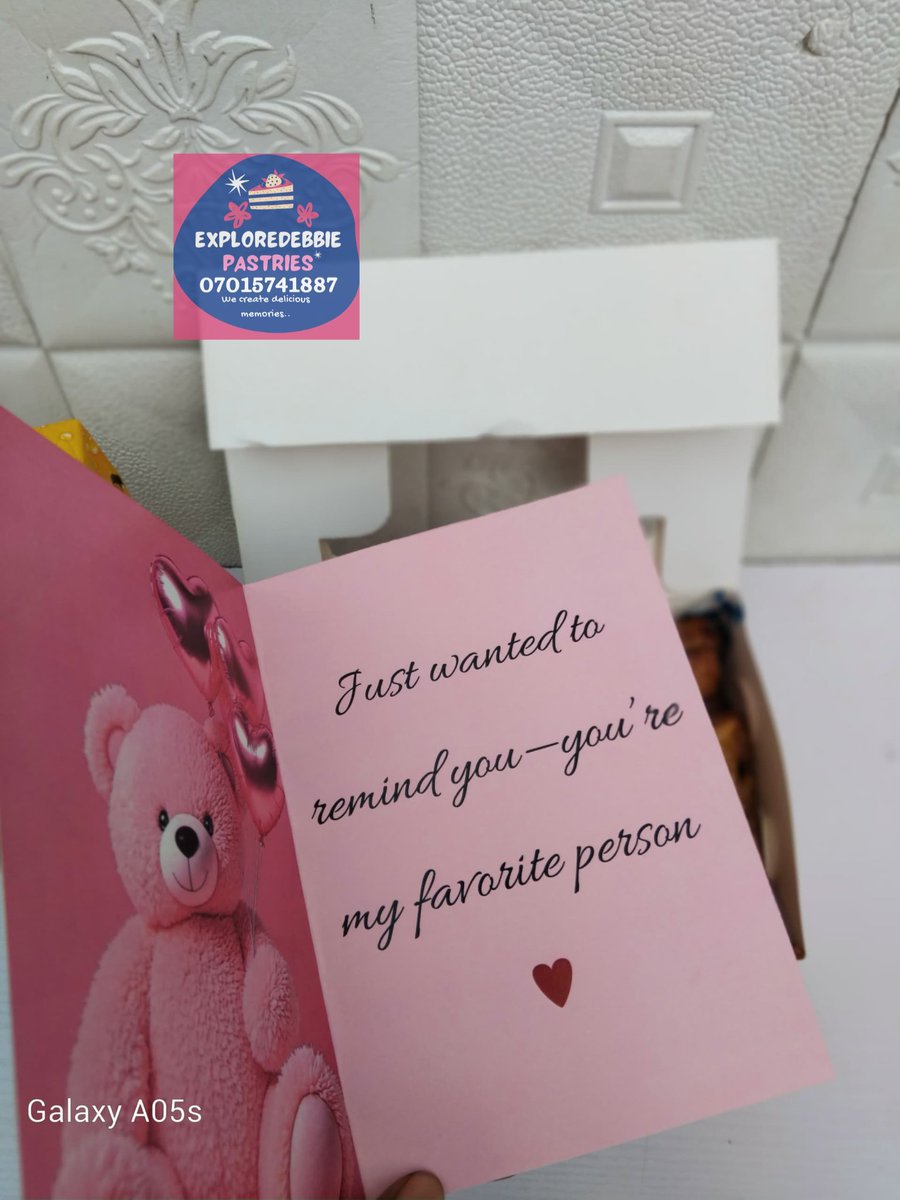 EXPLOREDEBBIE
PASTRIES
07015741887
We create delicious
memories..
Just wanted to
remind you—you're
my favorite person
Galaxy A05s